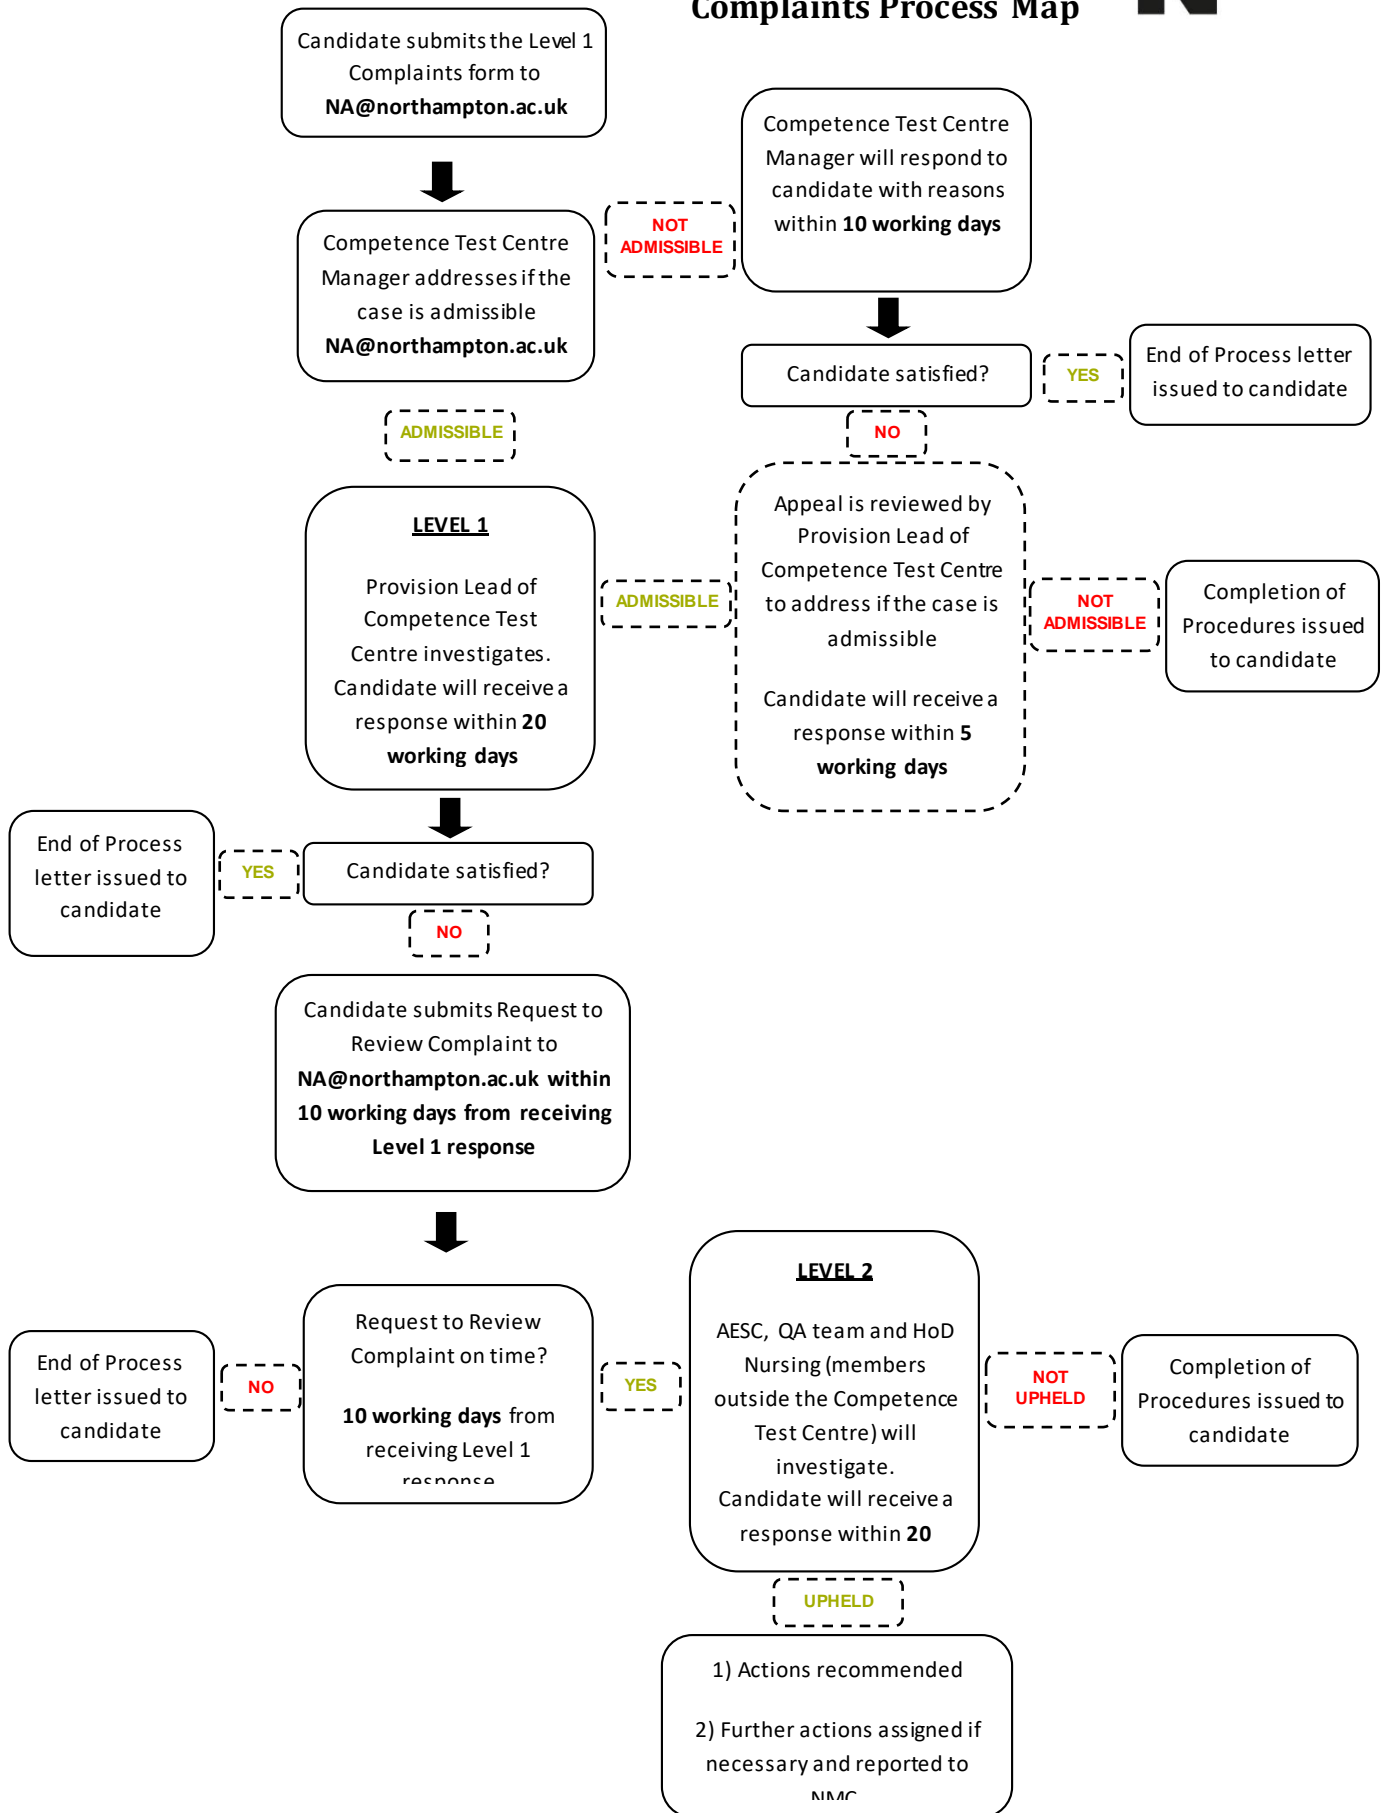 Complaints Process Map
N
Candidate submits the Level 1
Complaints form to
NA@northampton.ac.uk
Competence Test Centre
Manager will respond to
candidate with reasons
within 10 working days
NOT
ADMISSIBLE
Competence Test Centre
Manager addresses if the
case is admissible
NA@northampton.ac.uk
Candidate satisfied?
YES
End of Process letter
issued to candidate
ADMISSIBLE
NO
LEVEL 1
Provision Lead of
Competence Test
Centre investigates.
Candidate will receive a
response within 20
working days
ADMISSIBLE
Appeal is reviewed by
Provision Lead of
Competence Test Centre
to address if the case is
admissible
Candidate will receive a
response within 5
working days
NOT
ADMISSIBLE
Completion of
Procedures issued
to candidate
End of Process
letter issued to
candidate
YES
Candidate satisfied?
NO
Candidate submits Request to
Review Complaint to
NA@northampton.ac.uk within
10 working days from receiving
Level 1 response
End of Process
letter issued to
candidate
NO
Request to Review
Complaint on time?
10 working days from
receiving Level 1
response
YES
LEVEL 2
AESC, QA team and HoD
Nursing (members
outside the Competence
Test Centre) will
investigate.
Candidate will receive a
response within 20
NOT
UPHELD
Completion of
Procedures issued to
candidate
UPHELD
1) Actions recommended
2) Further actions assigned if
necessary and reported to
NMC